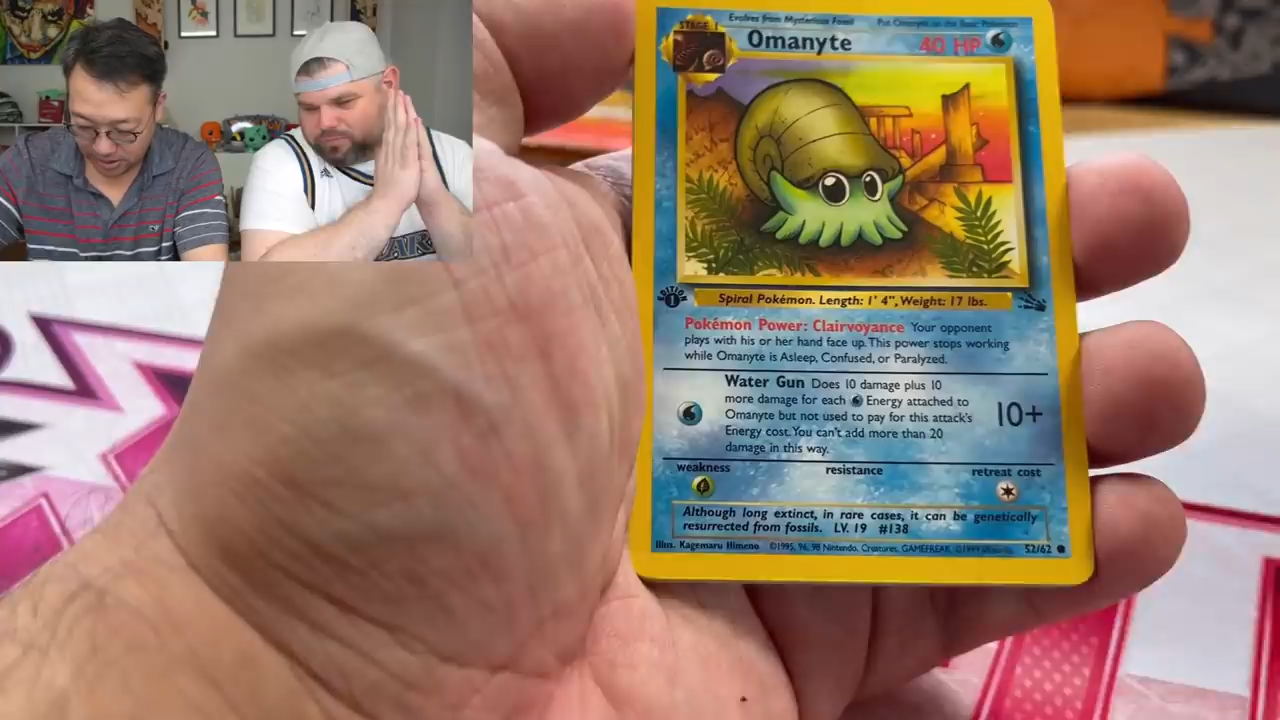 STAGE 1
Evolves from Mysterious Fossil Put Omanyte on the Basic Pokémon
Omanyte 40 HP
EDITION 1
Spiral Pokémon. Length: 1' 4", Weight: 17 lbs.
Pokémon Power: Clairvoyance Your opponent
plays with his or her hand face up. This power stops working
while Omanyte is Asleep, Confused, or Paralyzed.
Water Gun Does 10 damage plus 10
more damage for each Energy attached to
Omanyte but not used to pay for this attack's
Energy cost. You can't add more than 20
damage in this way.
10+
weakness resistance retreat cost
Although long extinct, in rare cases, it can be genetically
resurrected from fossils. LV. 19 #138
Illus. Kagemaru Himeno ©1995, 96, 98 Nintendo, Creatures, GAMEFREAK. ©1999 Wizards. 52/62